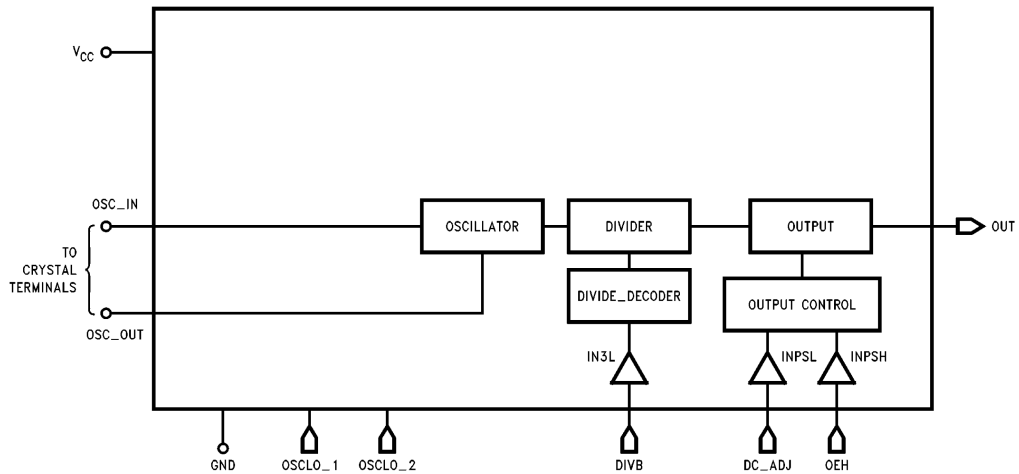 VCC
OSC_IN
OSCILLATOR
DIVIDER
OUTPUT
OUT
TO
CRYSTAL
TERMINALS
DIVIDE_DECODER
OUTPUT CONTROL
OSC_OUT
IN3L
INPSL
INPSH
GND
OSCLO_1
OSCLO_2
DIVB
DC_ADJ
OEH